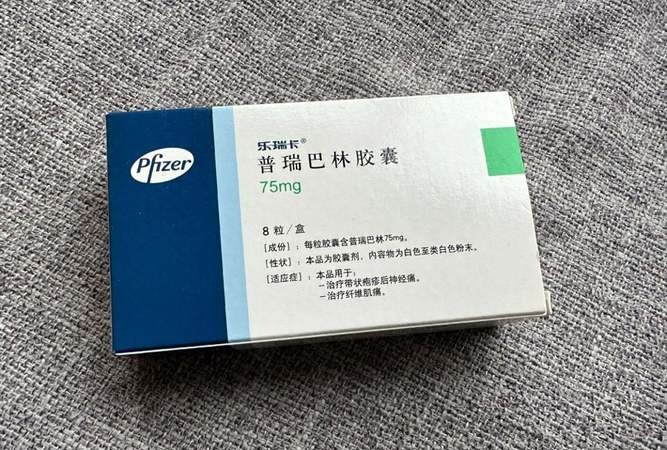 Pfizer
乐瑞卡®
普瑞巴林胶囊
75mg
8 粒/盒
[成份]：每粒胶囊含普瑞巴林75mg。
[性状]：本品为胶囊剂，内容物为白色至类白色粉末。
[适应症]：本品用于：
－治疗带状疱疹后神经痛。
－治疗纤维肌痛。